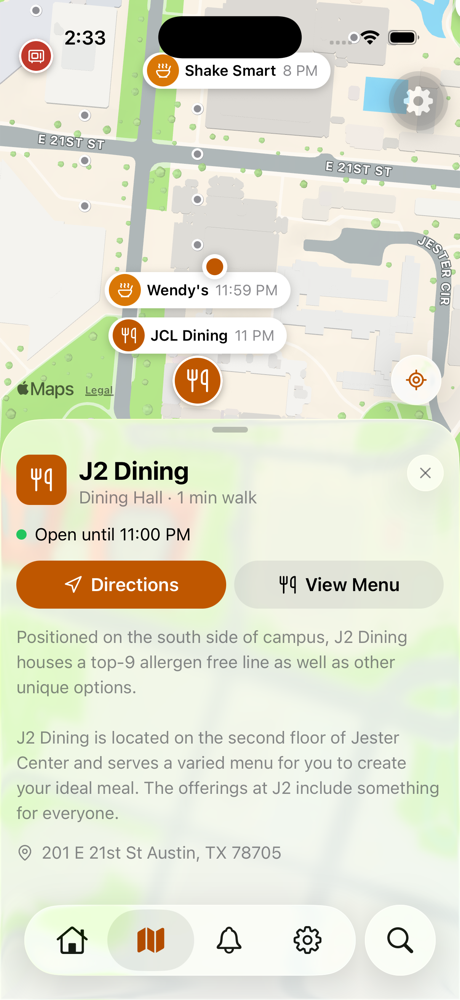 2:33
Shake Smart 8 PM
E 21ST ST
E 21ST ST
JESTER CIR
Wendy's 11:59 PM
JCL Dining 11 PM
Maps Legal
J2 Dining
Dining Hall · 1 min walk
Open until 11:00 PM
Directions
View Menu
Positioned on the south side of campus, J2 Dining
houses a top-9 allergen free line as well as other
unique options.
J2 Dining is located on the second floor of Jester
Center and serves a varied menu for you to create
your ideal meal. The offerings at J2 include something
for everyone.
201 E 21st St Austin, TX 78705